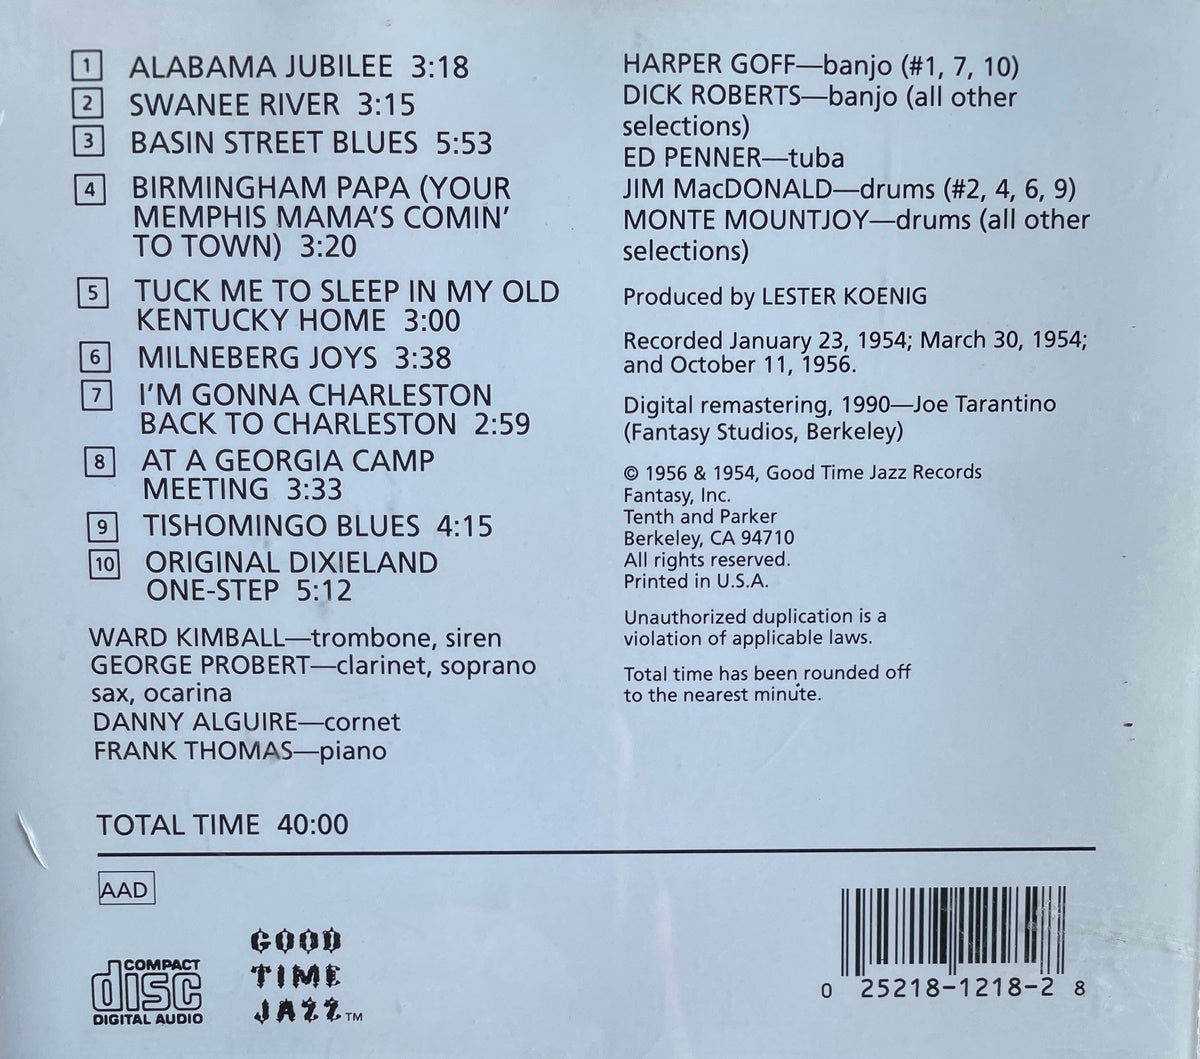 1 ALABAMA JUBILEE 3:18
2 SWANEE RIVER 3:15
3 BASIN STREET BLUES 5:53
4 BIRMINGHAM PAPA (YOUR
MEMPHIS MAMA'S COMIN'
TO TOWN) 3:20
5 TUCK ME TO SLEEP IN MY OLD
KENTUCKY HOME 3:00
6 MILNEBERG JOYS 3:38
7 I'M GONNA CHARLESTON
BACK TO CHARLESTON 2:59
8 AT A GEORGIA CAMP
MEETING 3:33
9 TISHOMINGO BLUES 4:15
10 ORIGINAL DIXIELAND
ONE-STEP 5:12
WARD KIMBALL—trombone, siren
GEORGE PROBERT—clarinet, soprano
sax, ocarina
DANNY ALGUIRE—cornet
FRANK THOMAS—piano
HARPER GOFF—banjo (#1, 7, 10)
DICK ROBERTS—banjo (all other
selections)
ED PENNER—tuba
JIM MacDONALD—drums (#2, 4, 6, 9)
MONTE MOUNTJOY—drums (all other
selections)
Produced by LESTER KOENIG
Recorded January 23, 1954; March 30, 1954;
and October 11, 1956.
Digital remastering, 1990—Joe Tarantino
(Fantasy Studios, Berkeley)
© 1956 & 1954, Good Time Jazz Records
Fantasy, Inc.
Tenth and Parker
Berkeley, CA 94710
All rights reserved.
Printed in U.S.A.
Unauthorized duplication is a
violation of applicable laws.
Total time has been rounded off
to the nearest minute.
TOTAL TIME 40:00
AAD
COMPACT
disc
DIGITAL AUDIO
GOOD
TIME
JAZZ TM
0 25218-1218-2 8